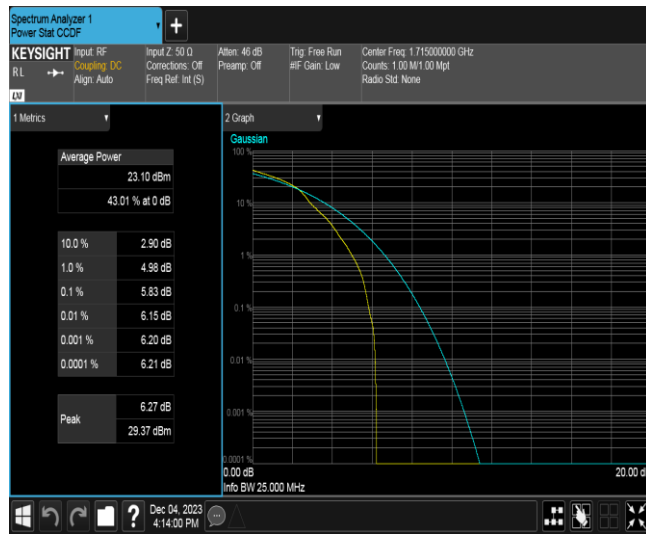 Spectrum Analyzer 1
Power Stat CCDF
+
KEYSIGHT
Input: RF
Input Z: 50 Ω
Atten: 46 dB
Trig: Free Run
Center Freq: 1.715000000 GHz
RL
Coupling: DC
Corrections: Off
Preamp: Off
#IF Gain: Low
Counts: 1.00 M/1.00 Mpt
Align: Auto
Freq Ref: Int (S)
Radio Std: None
LXI
1 Metrics
2 Graph
Average Power
23.10 dBm
43.01 % at 0 dB
10.0 % 2.90 dB
1.0 % 4.98 dB
0.1 % 5.83 dB
0.01 % 6.15 dB
0.001 % 6.20 dB
0.0001 % 6.21 dB
Peak
6.27 dB
29.37 dBm
Gaussian
100 %
10 %
1 %
0.1 %
0.01 %
0.001 %
0.0001 %
0.00 dB
20.00 d
Info BW 25.000 MHz
?
Dec 04, 2023
4:14:00 PM